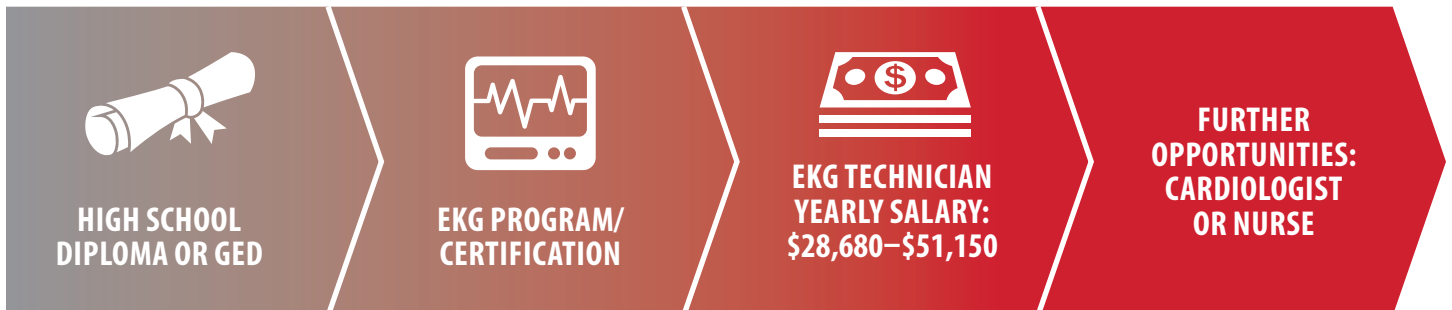 HIGH SCHOOL
DIPLOMA OR GED
EKG PROGRAM/
CERTIFICATION
$
EKG TECHNICIAN
YEARLY SALARY:
$28,680–$51,150
FURTHER
OPPORTUNITIES:
CARDIOLOGIST
OR NURSE